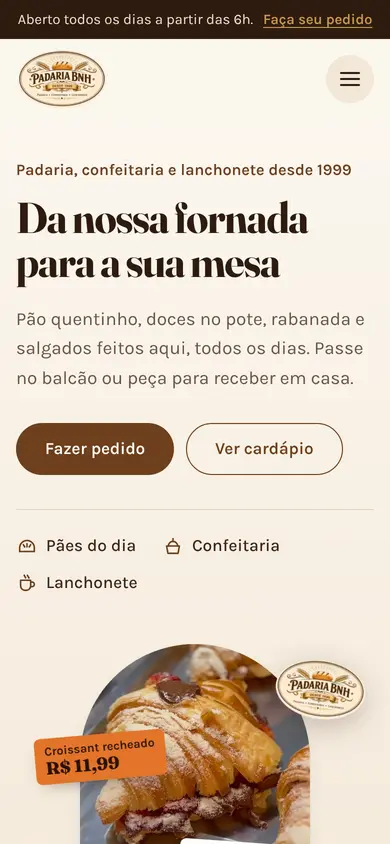 Aberto todos os dias a partir das 6h. Faça seu pedido
PADARIA BNH
DESDE 1999
Padaria, confeitaria e lanchonete desde 1999
Da nossa fornada
para a sua mesa
Pão quentinho, doces no pote, rabanada e
salgados feitos aqui, todos os dias. Passe
no balcão ou peça para receber em casa.
Fazer pedido
Ver cardápio
Pães do dia
Confeitaria
Lanchonete
PADARIA BNH
Croissant recheado
R$ 11,99